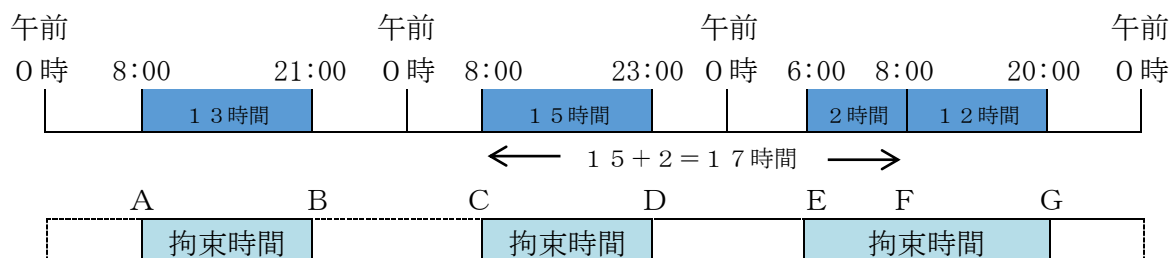 午前 午前 午前 午前
０時 8:00 21:00 ０時 8:00 23:00 ０時 6:00 8:00 20:00 ０時
１３時間 １５時間 2時間 １２時間
１５＋２＝１７時間
A B C D E F G
拘束時間 拘束時間 拘束時間